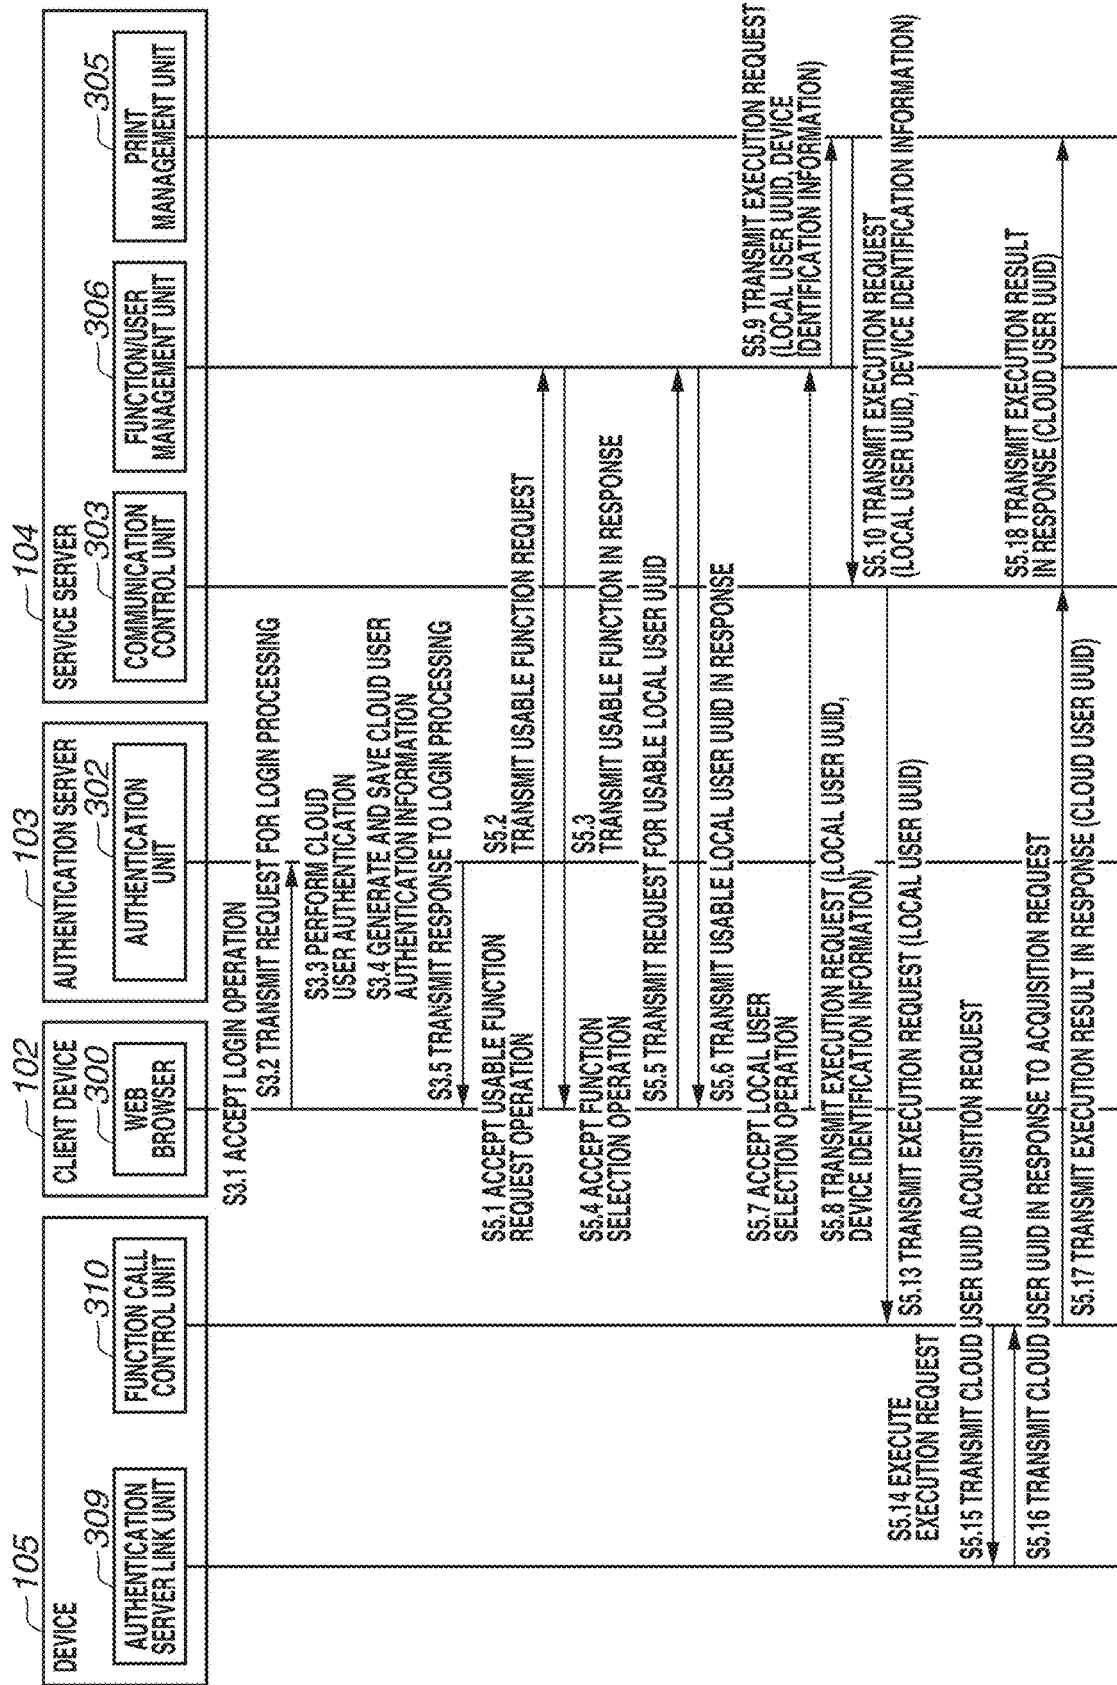 105
DEVICE
309
AUTHENTICATION
SERVER LINK UNIT
310
FUNCTION CALL
CONTROL UNIT
102
CLIENT DEVICE
300
WEB
BROWSER
103
AUTHENTICATION SERVER
302
AUTHENTICATION
UNIT
104
SERVICE SERVER
303
COMMUNICATION
CONTROL UNIT
306
FUNCTION/USER
MANAGEMENT UNIT
305
PRINT
MANAGEMENT UNIT
S3.1 ACCEPT LOGIN OPERATION
S3.2 TRANSMIT REQUEST FOR LOGIN PROCESSING
S3.3 PERFORM CLOUD
USER AUTHENTICATION
S3.4 GENERATE AND SAVE CLOUD USER
AUTHENTICATION INFORMATION
S3.5 TRANSMIT RESPONSE TO LOGIN PROCESSING
S5.1 ACCEPT USABLE FUNCTION
REQUEST OPERATION
S5.2
TRANSMIT USABLE FUNCTION REQUEST
S5.3
TRANSMIT USABLE FUNCTION IN RESPONSE
S5.4 ACCEPT FUNCTION
SELECTION OPERATION
S5.5 TRANSMIT REQUEST FOR USABLE LOCAL USER UUID
S5.6 TRANSMIT USABLE LOCAL USER UUID IN RESPONSE
S5.7 ACCEPT LOCAL USER
SELECTION OPERATION
S5.8 TRANSMIT EXECUTION REQUEST (LOCAL USER UUID,
DEVICE IDENTIFICATION INFORMATION)
S5.9 TRANSMIT EXECUTION REQUEST
(LOCAL USER UUID, DEVICE
IDENTIFICATION INFORMATION)
S5.10 TRANSMIT EXECUTION REQUEST
(LOCAL USER UUID, DEVICE IDENTIFICATION INFORMATION)
S5.13 TRANSMIT EXECUTION REQUEST (LOCAL USER UUID)
S5.14 EXECUTE
EXECUTION REQUEST
S5.15 TRANSMIT CLOUD USER UUID ACQUISITION REQUEST
S5.16 TRANSMIT CLOUD USER UUID IN RESPONSE TO ACQUISITION REQUEST
S5.17 TRANSMIT EXECUTION RESULT IN RESPONSE (CLOUD USER UUID)
S5.18 TRANSMIT EXECUTION RESULT
IN RESPONSE (CLOUD USER UUID)